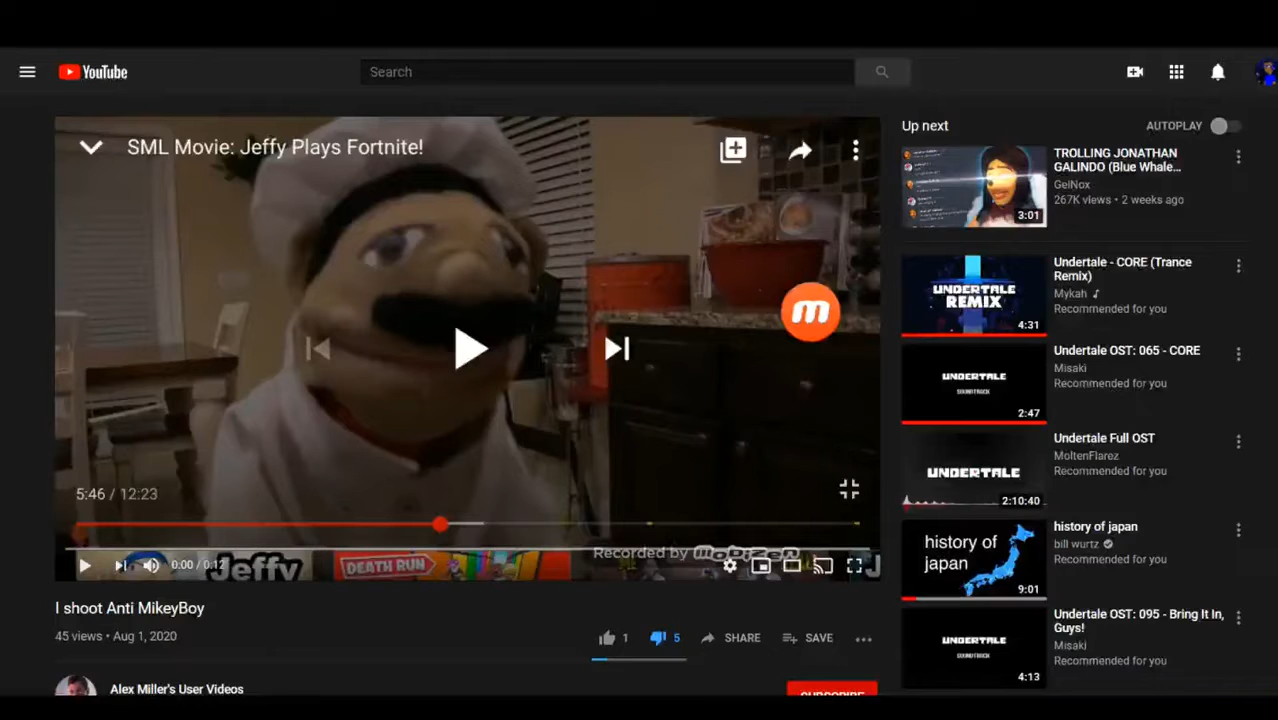 YouTube
Search
SML Movie: Jeffy Plays Fortnite!
m
5:46 / 12:23
Recorded by mobizen
0:00 / 0:12
Jeffy
DEATH RUN
J
I shoot Anti MikeyBoy
45 views • Aug 1, 2020
1
5
SHARE
SAVE
Alex Miller's User Videos
SUBSCRIBE
Up next
AUTOPLAY
TROLLING JONATHAN
GALINDO (Blue Whale...
GelNox
267K views • 2 weeks ago
3:01
Undertale - CORE (Trance
Remix)
Mykah ♪
Recommended for you
UNDERTALE
REMIX
4:31
Undertale OST: 065 - CORE
Misaki
Recommended for you
UNDERTALE
SOUNDTRACK
2:47
Undertale Full OST
MoltenFlarez
Recommended for you
UNDERTALE
2:10:40
history of japan
bill wurtz
Recommended for you
history of
japan
9:01
Undertale OST: 095 - Bring It In,
Guys!
Misaki
Recommended for you
UNDERTALE
SOUNDTRACK
4:13